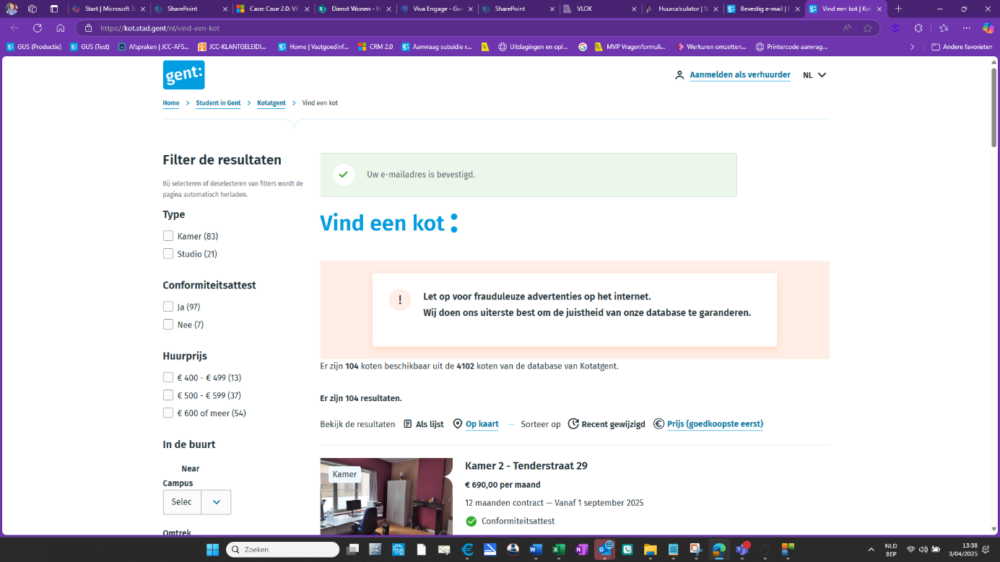 Start | Microsoft 3
SharePoint
Case: Case 2.0: VP
Dienst Wonen - H
Viva Engage - Goo
SharePoint
VLOK
Huurcalculator | S
Bevestig e-mail | K
Vind een kot | Kot
https://kot.stad.gent/nl/vind-een-kot
GUS (Productie)
GUS (Test)
Afspraken | JCC-AFS...
JCC-KLANTGELEIDI...
Home | Vastgoedinf...
CRM 2.0
Aanvraag subsidie r...
Uitdagingen en opl...
MVP Vragenformuli...
Werkuren omzetten...
Printercode aanvrag...
Andere favorieten
gent:
Aanmelden als verhuurder NL
Home > Student in Gent > Kotatgent > Vind een kot
Filter de resultaten
Bij selecteren of deselecteren van filters wordt de
pagina automatisch herladen.
Type
Kamer (83)
Studio (21)
Conformiteitsattest
Ja (97)
Nee (7)
Huurprijs
€ 400 - € 499 (13)
€ 500 - € 599 (37)
€ 600 of meer (54)
In de buurt
Near
Campus
Selec
Omtrek
Uw e-mailadres is bevestigd.
Vind een kot :
! Let op voor frauduleuze advertenties op het internet.
Wij doen ons uiterste best om de juistheid van onze database te garanderen.
Er zijn 104 koten beschikbaar uit de 4102 koten van de database van Kotatgent.
Er zijn 104 resultaten.
Bekijk de resultaten Als lijst Op kaart — Sorteer op Recent gewijzigd Prijs (goedkoopste eerst)
Kamer
Kamer 2 - Tenderstraat 29
€ 690,00 per maand
12 maanden contract — Vanaf 1 september 2025
Conformiteitsattest
Zoeken
NLD
BEP
13:38
3/04/2025